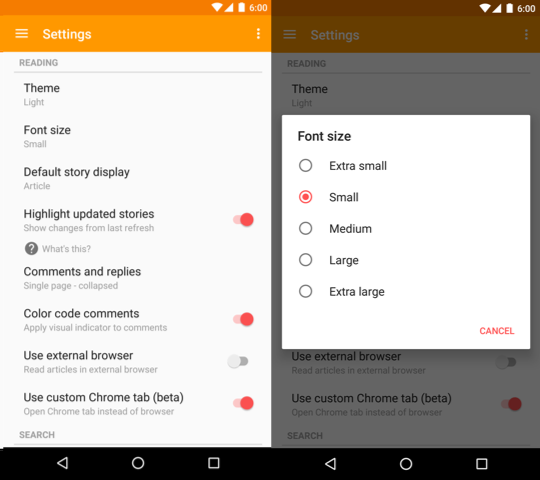 6:00
Settings
READING
Theme
Light
Font size
Small
Default story display
Article
Highlight updated stories
Show changes from last refresh
? What's this?
Comments and replies
Single page - collapsed
Color code comments
Apply visual indicator to comments
Use external browser
Read articles in external browser
Use custom Chrome tab (beta)
Open Chrome tab instead of browser
SEARCH
6:00
Settings
READING
Theme
Light
Font size
Extra small
Small
Medium
Large
Extra large
CANCEL
Use external browser
Read articles in external browser
Use custom Chrome tab (beta)
Open Chrome tab instead of browser
SEARCH